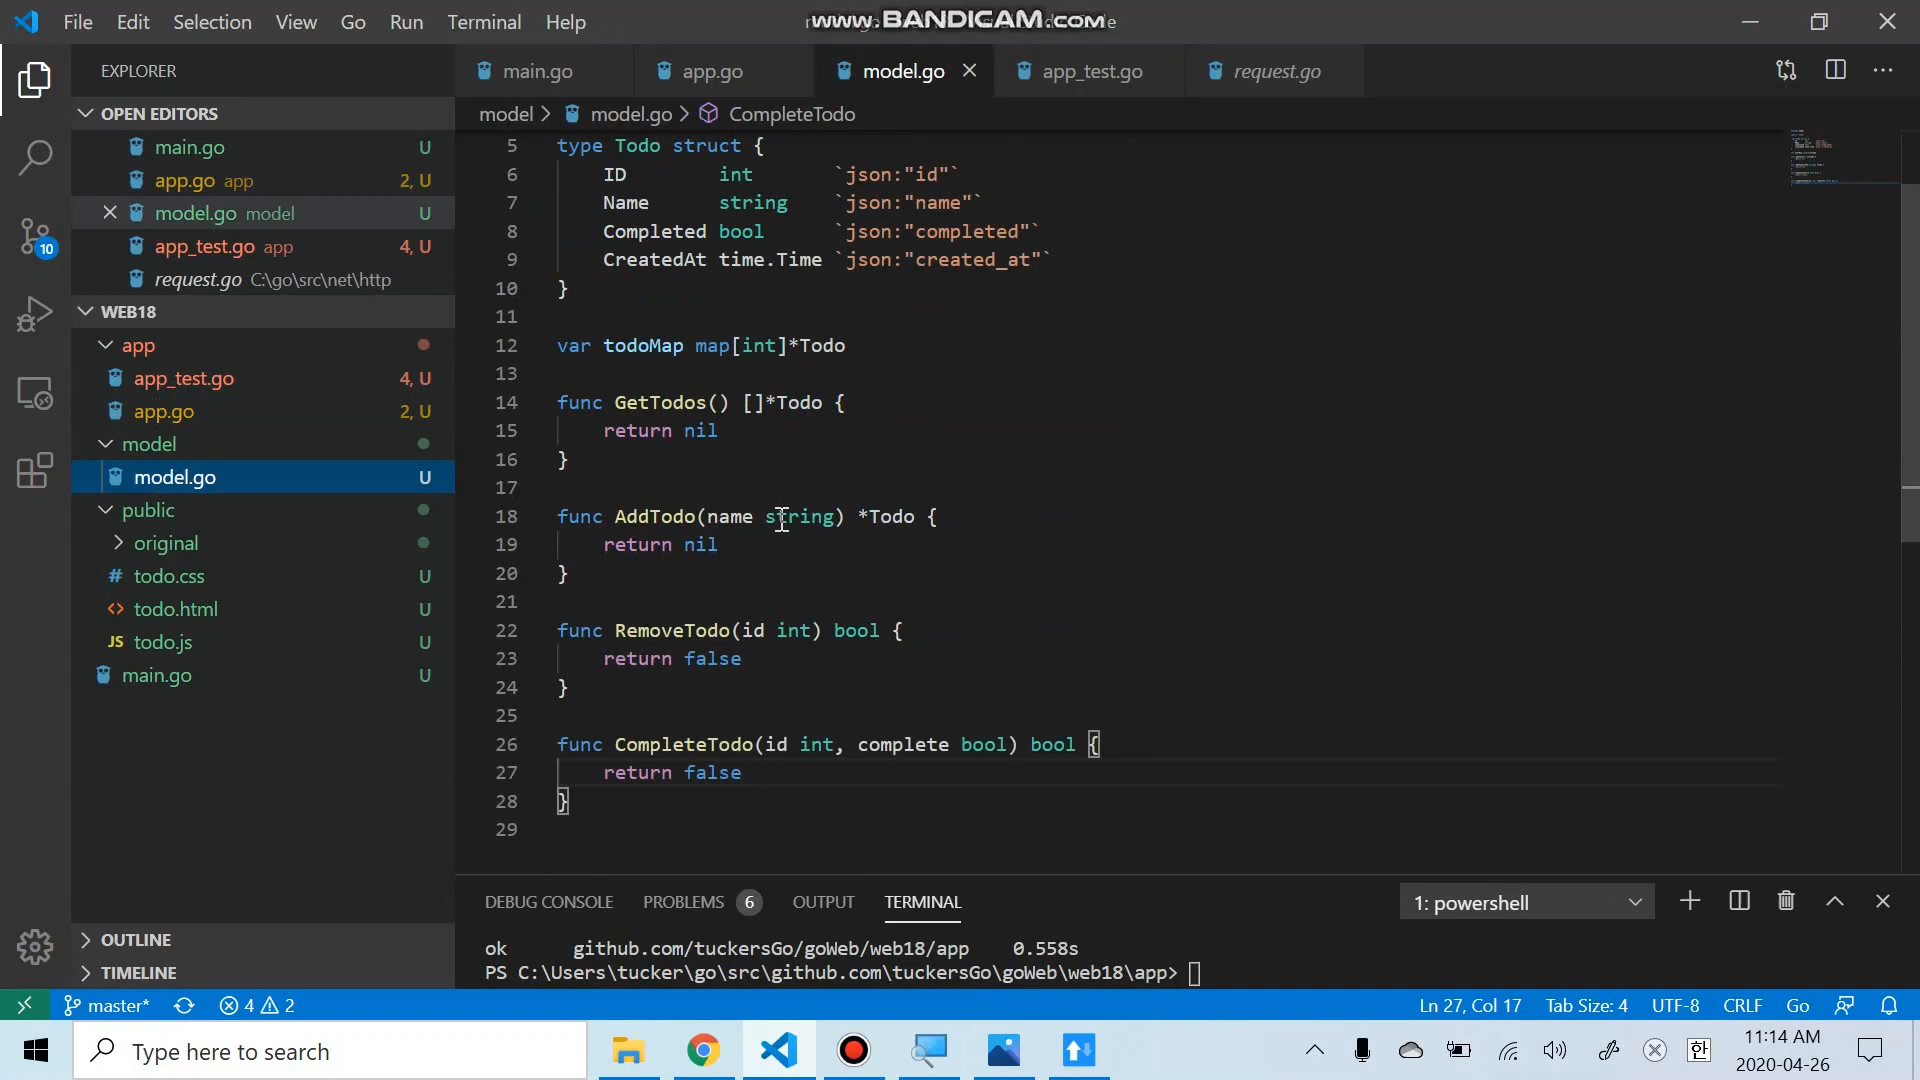 File Edit Selection View Go Run Terminal Help
www.BANDICAM.com
EXPLORER
OPEN EDITORS
main.go U
app.go app 2, U
model.go model U
app_test.go app 4, U
request.go C:\go\src\net\http
WEB18
app
app_test.go 4, U
app.go 2, U
model
model.go U
public
original
# todo.css U
<> todo.html U
JS todo.js U
main.go U
OUTLINE
TIMELINE
10
main.go app.go model.go app_test.go request.go
model > model.go > CompleteTodo
5 type Todo struct {
6 ID int `json:"id"`
7 Name string `json:"name"`
8 Completed bool `json:"completed"`
9 CreatedAt time.Time `json:"created_at"`
10 }
11
12 var todoMap map[int]*Todo
13
14 func GetTodos() []*Todo {
15 return nil
16 }
17
18 func AddTodo(name string) *Todo {
19 return nil
20 }
21
22 func RemoveTodo(id int) bool {
23 return false
24 }
25
26 func CompleteTodo(id int, complete bool) bool {
27 return false
28 }
29
DEBUG CONSOLE PROBLEMS 6 OUTPUT TERMINAL 1: powershell
ok github.com/tuckersGo/goWeb/web18/app 0.558s
PS C:\Users\tucker\go\src\github.com\tuckersGo\goWeb\web18\app>
master* 4 2 Ln 27, Col 17 Tab Size: 4 UTF-8 CRLF Go
Type here to search
한
11:14 AM
2020-04-26